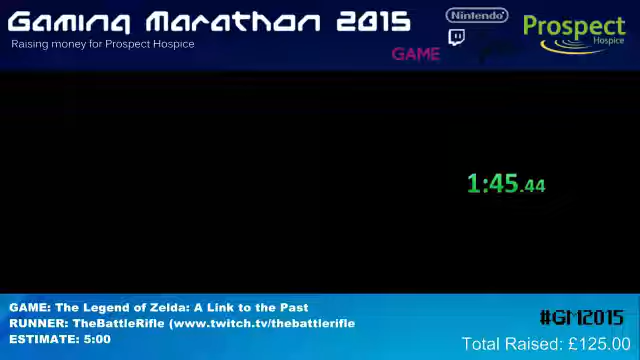 Gaming Marathon 2015
Raising money for Prospect Hospice
Nintendo
GAME
Prospect
Hospice
1:45.44
GAME: The Legend of Zelda: A Link to the Past
RUNNER: TheBattleRifle (www.twitch.tv/thebattlerifle
ESTIMATE: 5:00
#GM2015
Total Raised: £125.00